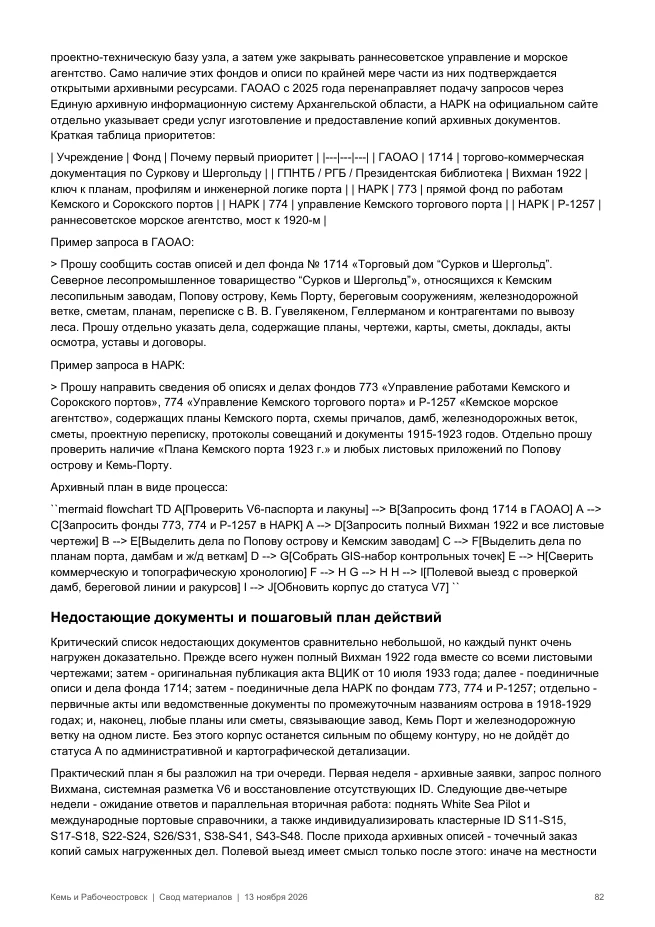 проектно-техническую базу узла, а затем уже закрывать раннесоветское управление и морское
агентство. Само наличие этих фондов и описи по крайней мере части из них подтверждается
открытыми архивными ресурсами. ГАОАО с 2025 года перенаправляет подачу запросов через
Единую архивную информационную систему Архангельской области, а НАРК на официальном сайте
отдельно указывает среди услуг изготовление и предоставление копий архивных документов.
Краткая таблица приоритетов:
| Учреждение | Фонд | Почему первый приоритет | |---|---|---| | ГАОАО | 1714 | торгово-коммерческая
документация по Суркову и Шергольду | | ГПНТБ / РГБ / Президентская библиотека | Вихман 1922 |
ключ к планам, профилям и инженерной логике порта | | НАРК | 773 | прямой фонд по работам
Кемского и Сорокского портов | | НАРК | 774 | управление Кемского торгового порта | | НАРК | Р-1257 |
раннесоветское морское агентство, мост к 1920-м |
Пример запроса в ГАОАО:
> Прошу сообщить состав описей и дел фонда № 1714 «Торговый дом “Сурков и Шергольд”.
Северное лесопромышленное товарищество “Сурков и Шергольд”», относящихся к Кемским
лесопильным заводам, Попову острову, Кемь Порту, береговым сооружениям, железнодорожной
ветке, сметам, планам, переписке с В. В. Гувелякеном, Геллерманом и контрагентами по вывозу
леса. Прошу отдельно указать дела, содержащие планы, чертежи, карты, сметы, доклады, акты
осмотра, уставы и договоры.
Пример запроса в НАРК:
> Прошу направить сведения об описях и делах фондов 773 «Управление работами Кемского и
Сорокского портов», 774 «Управление Кемского торгового порта» и Р-1257 «Кемское морское
агентство», содержащих планы Кемского порта, схемы причалов, дамб, железнодорожных веток,
сметы, проектную переписку, протоколы совещаний и документы 1915-1923 годов. Отдельно прошу
проверить наличие «Плана Кемского порта 1923 г.» и любых листовых приложений по Попову
острову и Кемь-Порту.
Архивный план в виде процесса:
``mermaid flowchart TD A[Проверить V6-паспорта и лакуны] --> B[Запросить фонд 1714 в ГАОАО] A -->
C[Запросить фонды 773, 774 и Р-1257 в НАРК] A --> D[Запросить полный Вихман 1922 и все листовые
чертежи] B --> E[Выделить дела по Попову острову и Кемским заводам] C --> F[Выделить дела по
планам порта, дамбам и ж/д веткам] D --> G[Собрать GIS-набор контрольных точек] E --> H[Сверить
коммерческую и топографическую хронологию] F --> H G --> H H --> I[Полевой выезд с проверкой
дамб, береговой линии и ракурсов] I --> J[Обновить корпус до статуса V7] ``
Недостающие документы и пошаговый план действий
Критический список недостающих документов сравнительно небольшой, но каждый пункт очень
нагружен доказательно. Прежде всего нужен полный Вихман 1922 года вместе со всеми листовыми
чертежами; затем - оригинальная публикация акта ВЦИК от 10 июля 1933 года; далее - поединичные
описи и дела фонда 1714; затем - поединичные дела НАРК по фондам 773, 774 и Р-1257; отдельно -
первичные акты или ведомственные документы по промежуточным названиям острова в 1918-1929
годах; и, наконец, любые планы или сметы, связывающие завод, Кемь Порт и железнодорожную
ветку на одном листе. Без этого корпус останется сильным по общему контуру, но не дойдёт до
статуса А по административной и картографической детализации.
Практический план я бы разложил на три очереди. Первая неделя - архивные заявки, запрос полного
Вихмана, системная разметка V6 и восстановление отсутствующих ID. Следующие две-четыре
недели - ожидание ответов и параллельная вторичная работа: поднять White Sea Pilot и
международные портовые справочники, а также индивидуализировать кластерные ID S11-S15,
S17-S18, S22-S24, S26/S31, S38-S41, S43-S48. После прихода архивных описей - точечный заказ
копий самых нагруженных дел. Полевой выезд имеет смысл только после этого: иначе на местности
Кемь и Рабочеостровск | Свод материалов | 13 ноября 2026
82